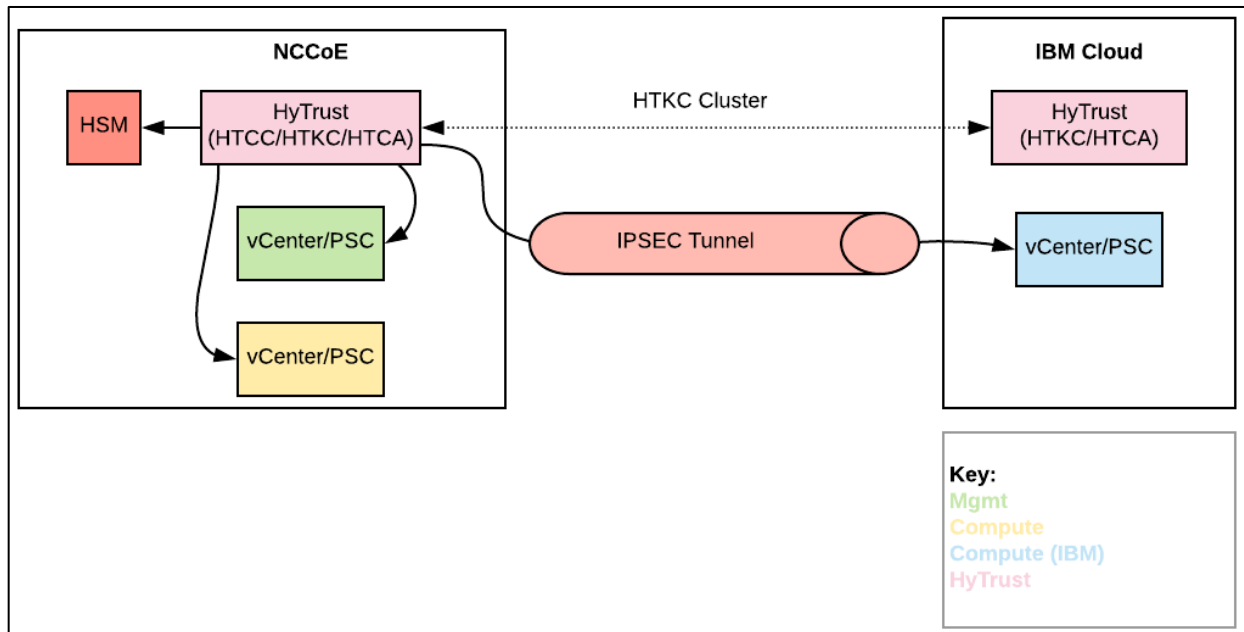 NCCoE
IBM Cloud
HSM
HyTrust
(HTCC/HTKC/HTCA)
HTKC Cluster
HyTrust
(HTKC/HTCA)
vCenter/PSC
IPSEC Tunnel
vCenter/PSC
vCenter/PSC
Key:
Mgmt
Compute
Compute (IBM)
HyTrust